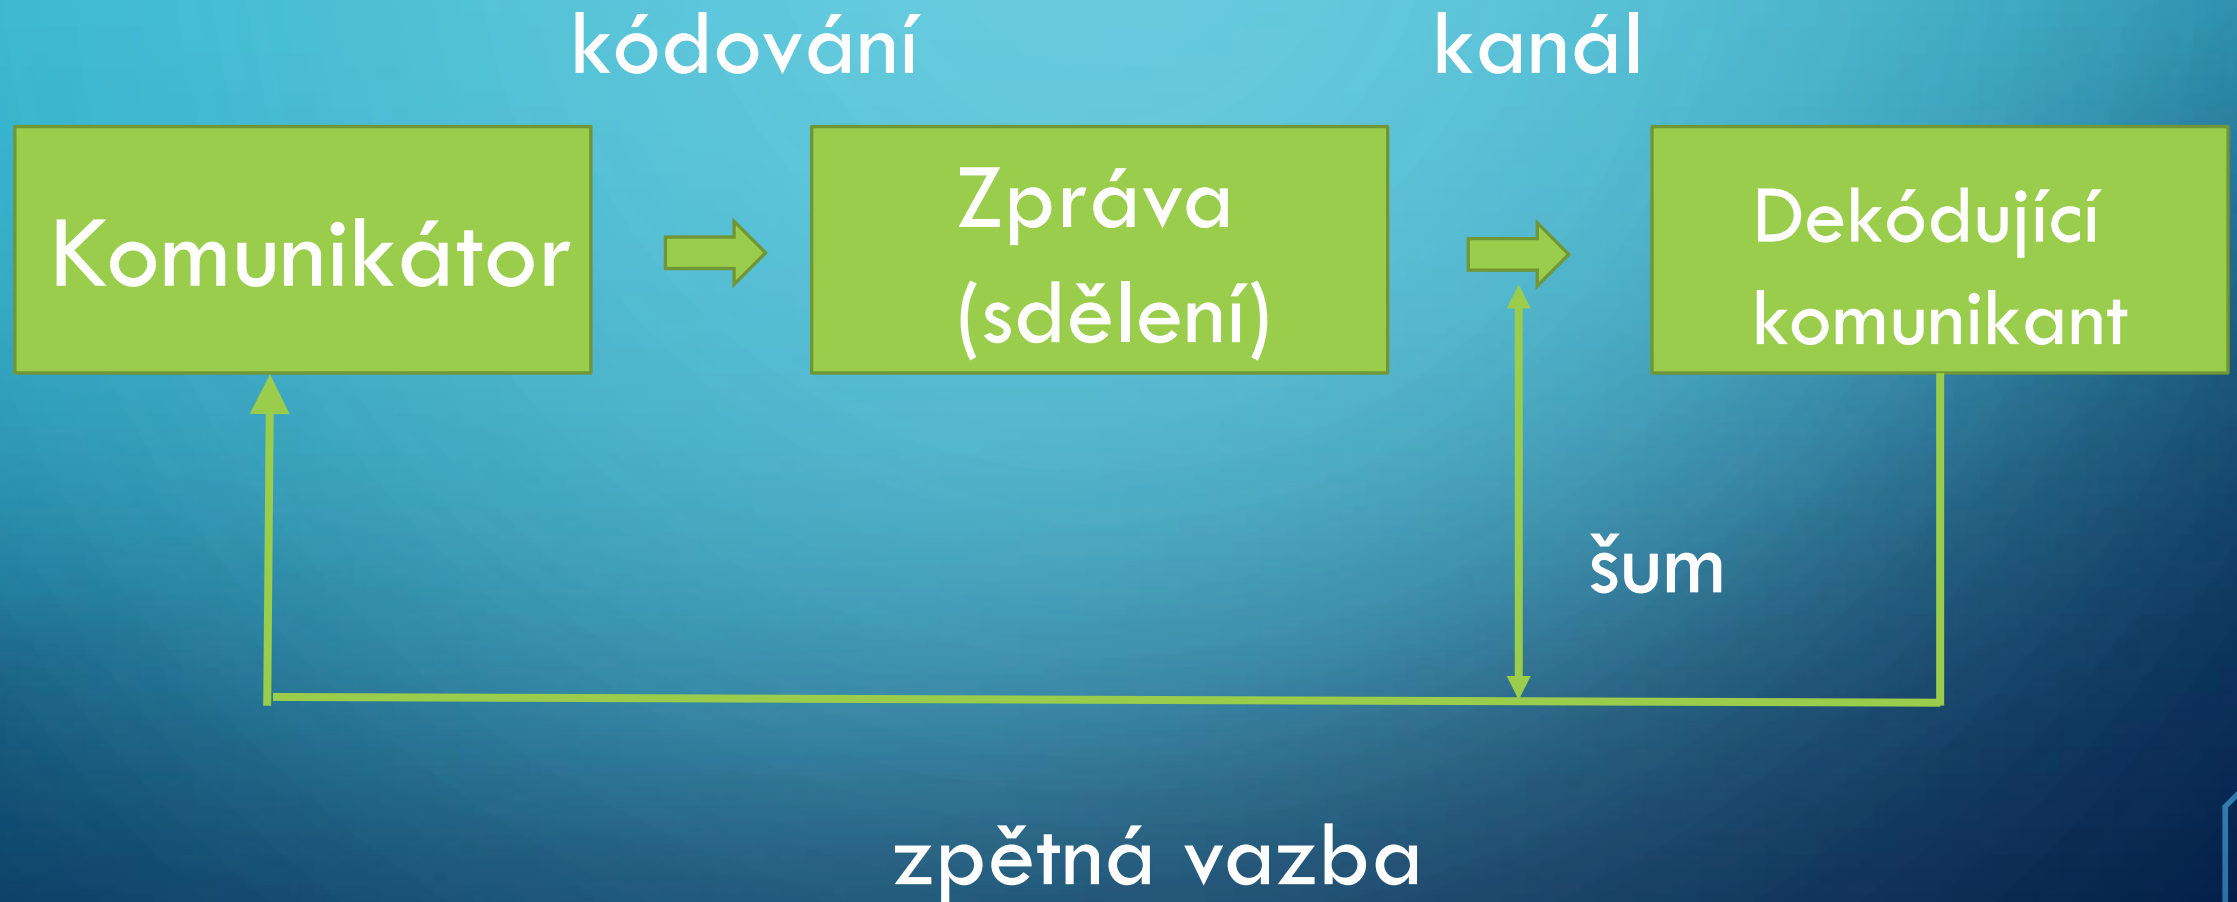 kódování
kanál
Komunikátor
Zpráva
(sdělení)
Dekódující
komunikant
šum
zpětná vazba